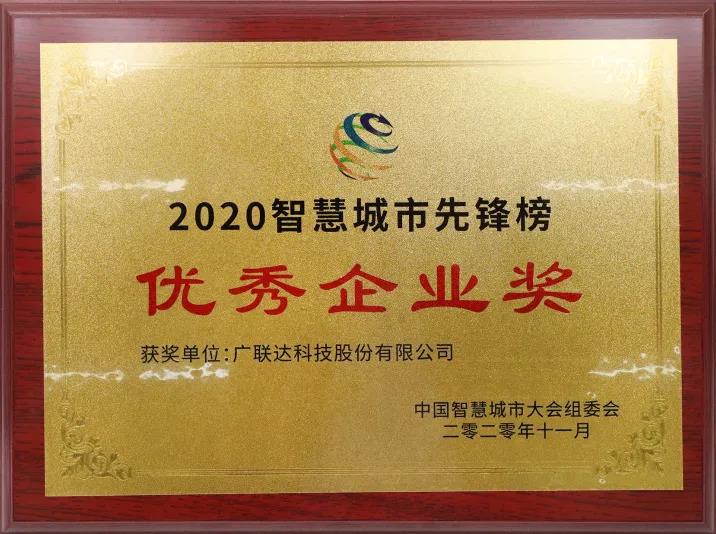 2020智慧城市先锋榜
优秀企业奖
获奖单位:广联达科技股份有限公司
中国智慧城市大会组委会
二零二零年十一月